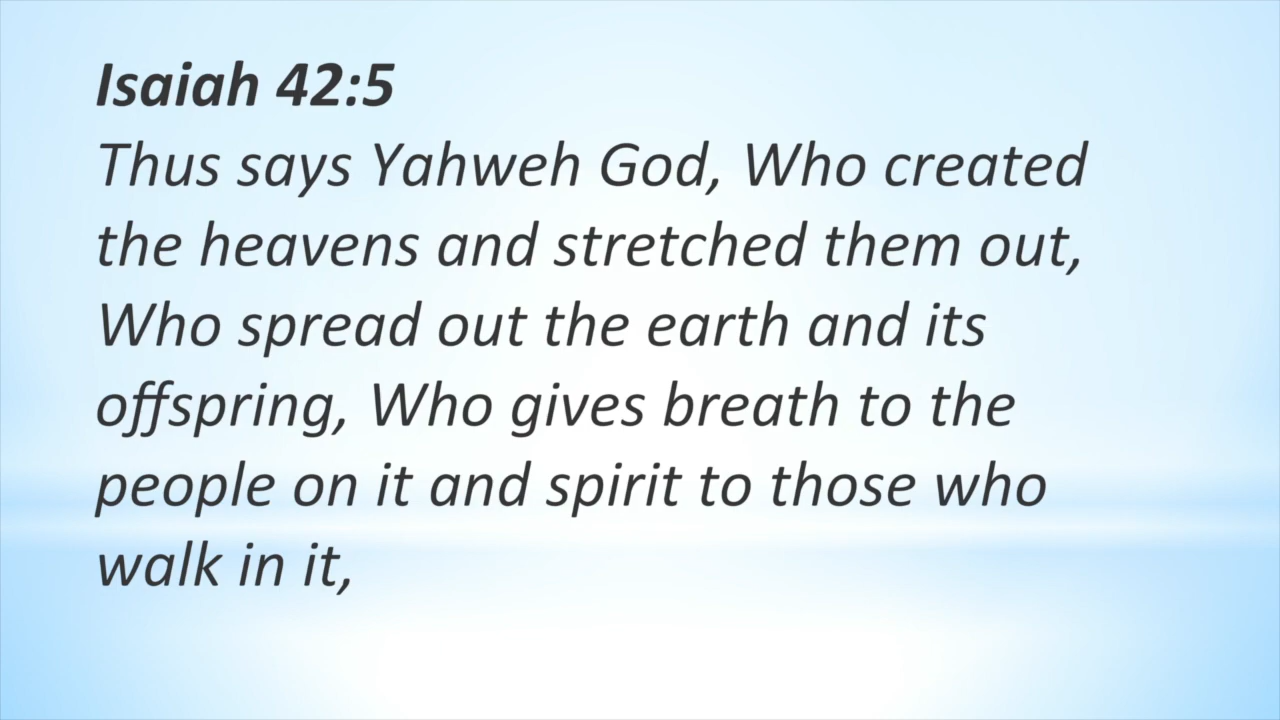 Isaiah 42:5
Thus says Yahweh God, Who created
the heavens and stretched them out,
Who spread out the earth and its
offspring, Who gives breath to the
people on it and spirit to those who
walk in it,